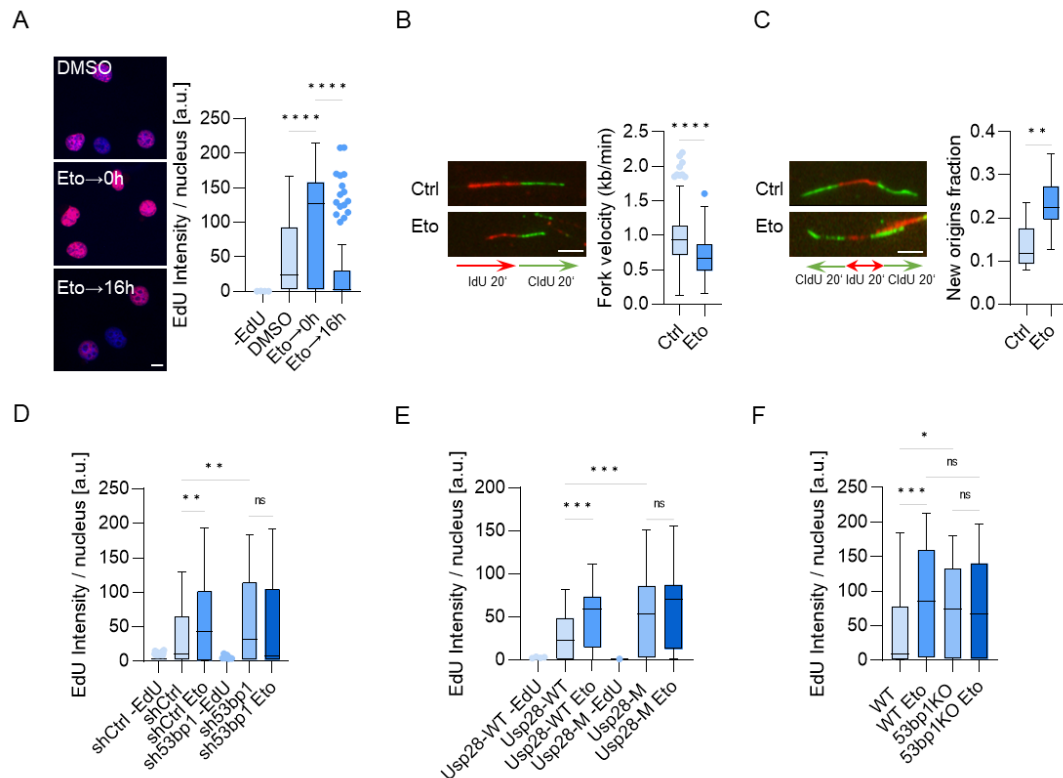 A
DMSO
Eto→0h
Eto→16h
EdU Intensity / nucleus [a.u.]
250
200
150
100
50
0
****
****
-EdU
DMSO
Eto→0h
Eto→16h
B
Ctrl
Eto
IdU 20'
CldU 20'
Fork velocity (kb/min)
2.5
2.0
1.5
1.0
0.5
0.0
****
Ctrl
Eto
C
Ctrl
Eto
CldU 20'
IdU 20'
CldU 20'
New origins fraction
0.4
0.3
0.2
0.1
0.0
**
Ctrl
Eto
D
EdU Intensity / nucleus [a.u.]
250
200
150
100
50
0
**
**
ns
shCtrl -EdU
shCtrl
shCtrl Eto
sh53bp1 -EdU
sh53bp1
sh53bp1 Eto
E
EdU Intensity / nucleus [a.u.]
200
150
100
50
0
***
***
ns
Usp28-WT -EdU
Usp28-WT
Usp28-WT Eto
Usp28-M -EdU
Usp28-M
Usp28-M Eto
F
EdU Intensity / nucleus [a.u.]
250
200
150
100
50
0
*
ns
***
ns
WT
WT Eto
53bp1KO
53bp1KO Eto